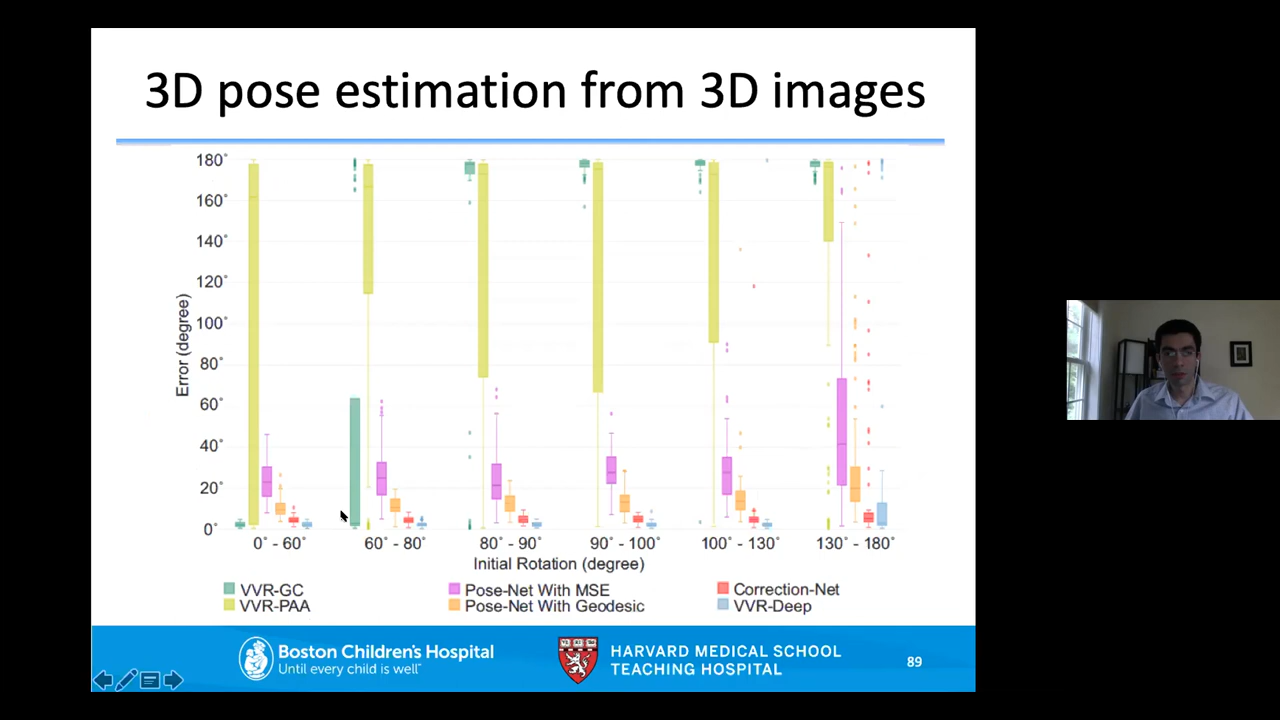 3D pose estimation from 3D images
180°
160°
140°
120°
100°
80°
60°
40°
20°
0°
Error (degree)
0° - 60°
60° - 80°
80° - 90°
90° - 100°
100° - 130°
130° - 180°
Initial Rotation (degree)
VVR-GC
VVR-PAA
Pose-Net With MSE
Pose-Net With Geodesic
Correction-Net
VVR-Deep
Boston Children's Hospital
Until every child is well™
HARVARD MEDICAL SCHOOL
TEACHING HOSPITAL
89